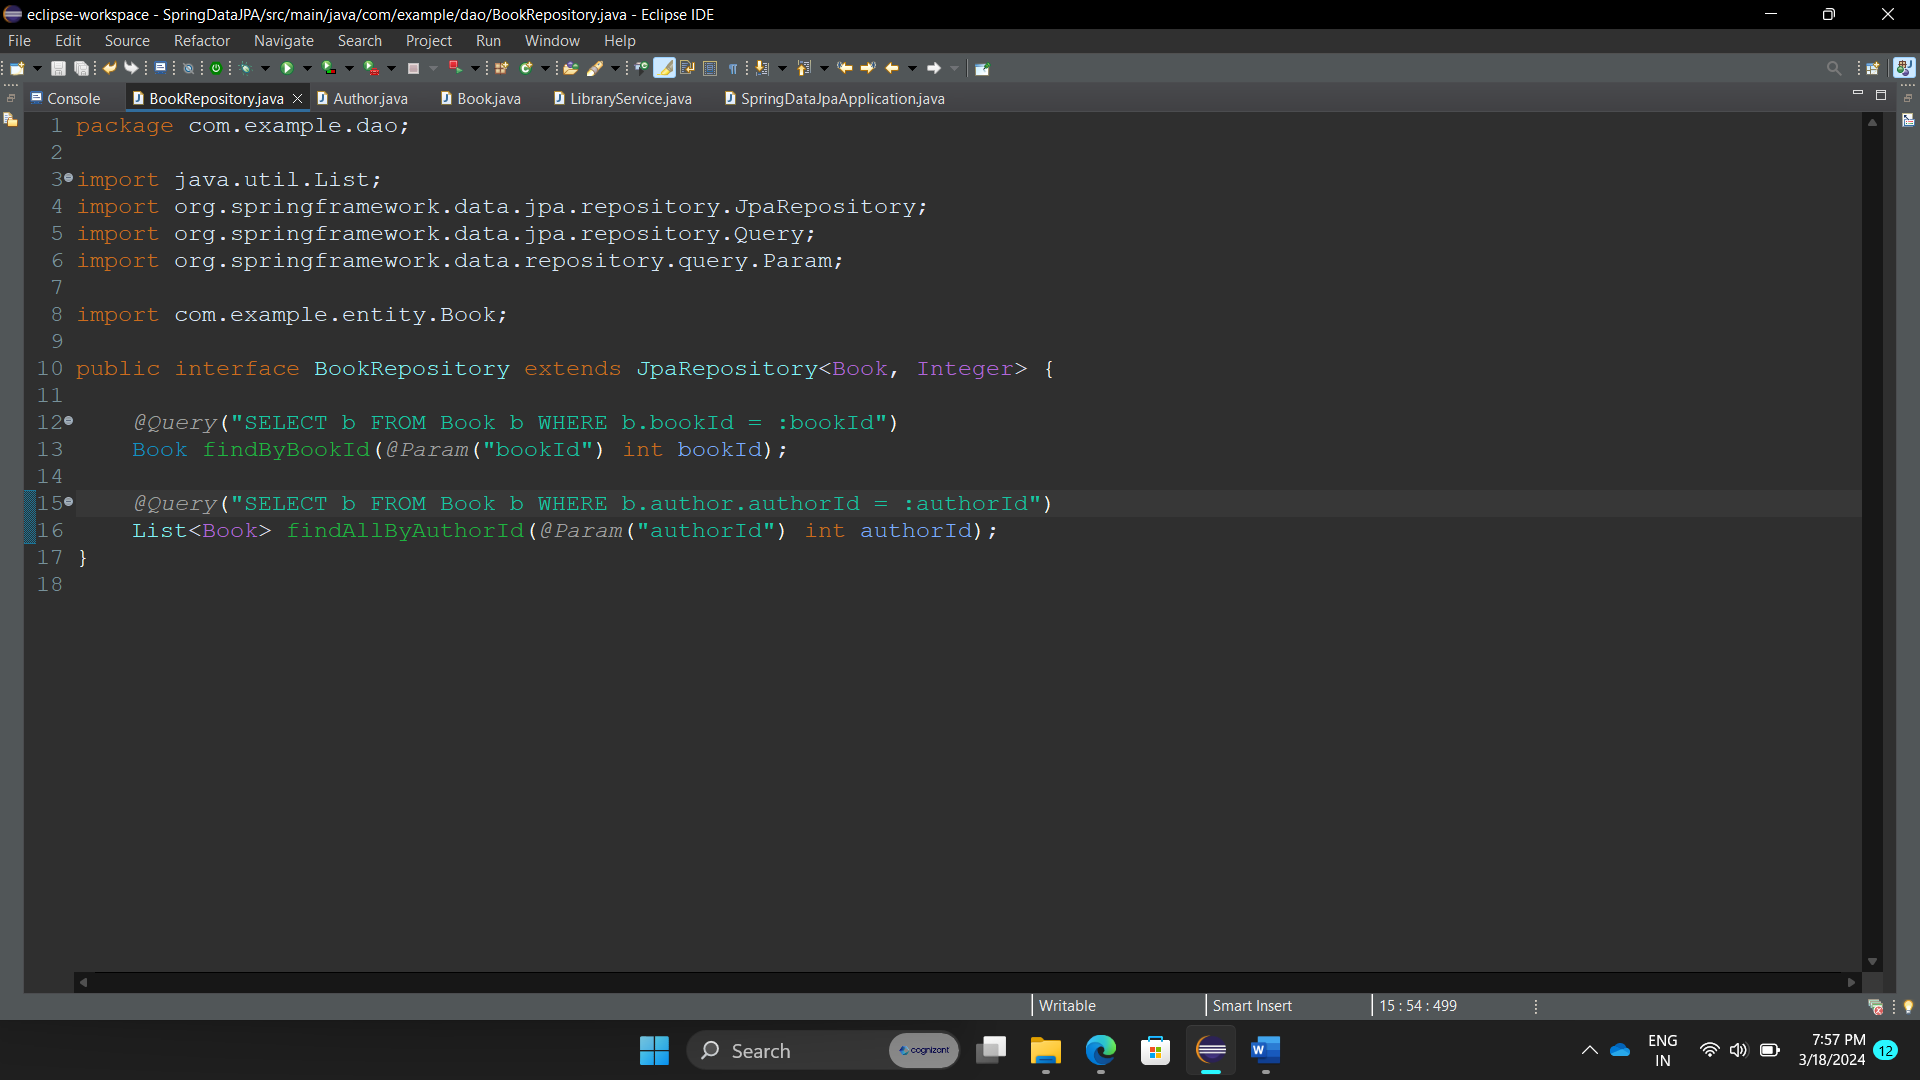 eclipse-workspace - SpringDataJPA/src/main/java/com/example/dao/BookRepository.java - Eclipse IDE
File Edit Source Refactor Navigate Search Project Run Window Help
Console BookRepository.java Author.java Book.java LibraryService.java SpringDataJpaApplication.java
1 package com.example.dao;
2
3 import java.util.List;
4 import org.springframework.data.jpa.repository.JpaRepository;
5 import org.springframework.data.jpa.repository.Query;
6 import org.springframework.data.repository.query.Param;
7
8 import com.example.entity.Book;
9
10 public interface BookRepository extends JpaRepository<Book, Integer> {
11
12     @Query("SELECT b FROM Book b WHERE b.bookId = :bookId")
13     Book findByBookId(@Param("bookId") int bookId);
14
15     @Query("SELECT b FROM Book b WHERE b.author.authorId = :authorId")
16     List<Book> findAllByAuthorId(@Param("authorId") int authorId);
17 }
18
Writable Smart Insert 15 : 54 : 499
Search cognizant
ENG
IN
7:57 PM
3/18/2024
12